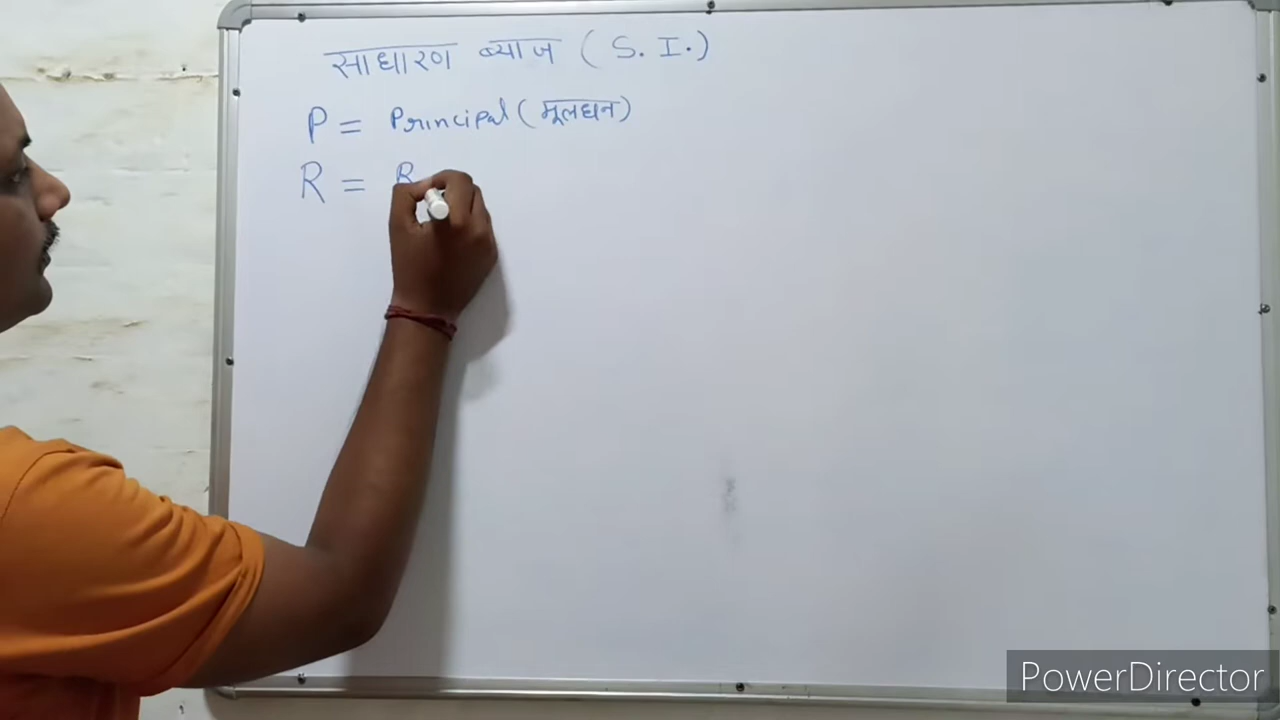 साधारण ब्याज ( S. I. )
P = Principal ( मूलधन )
R = R
PowerDirector